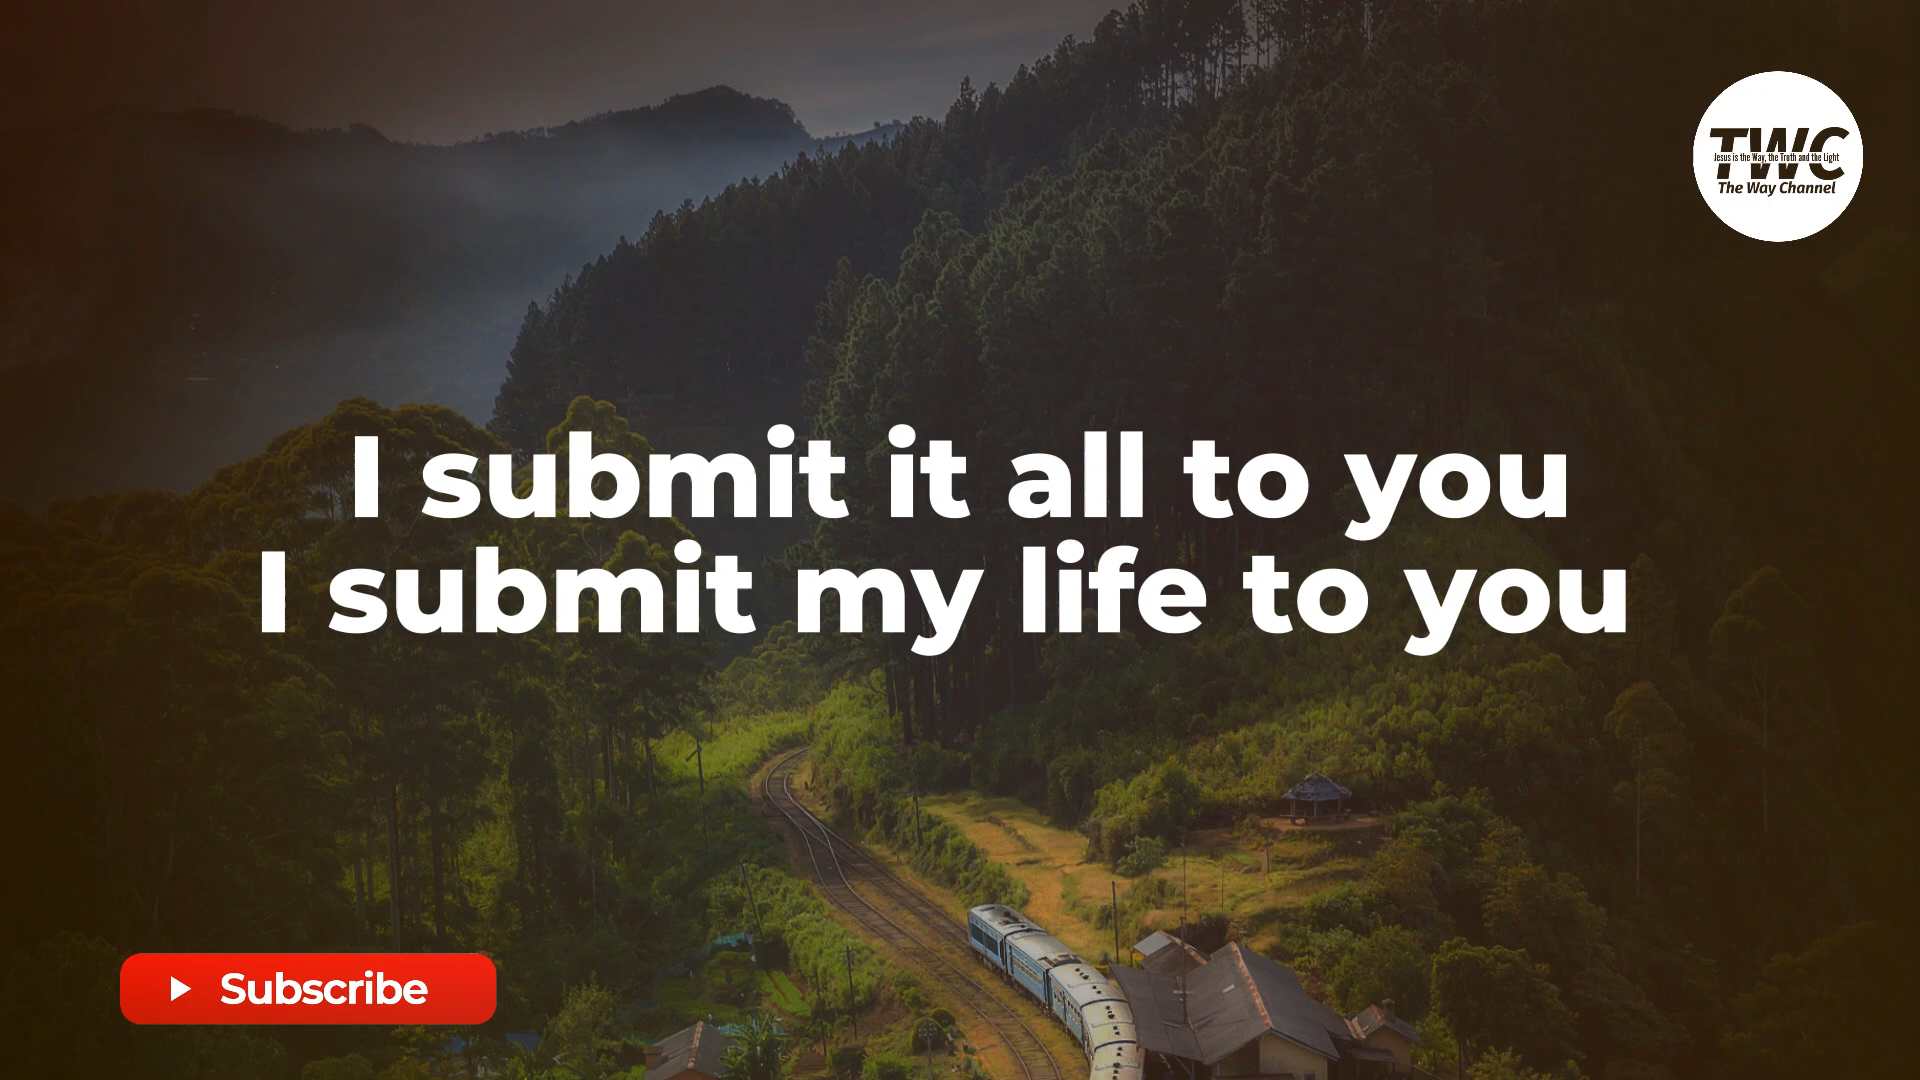 TWC
Jesus is the Way, the Truth and the Light
The Way Channel
I submit it all to you
I submit my life to you
Subscribe